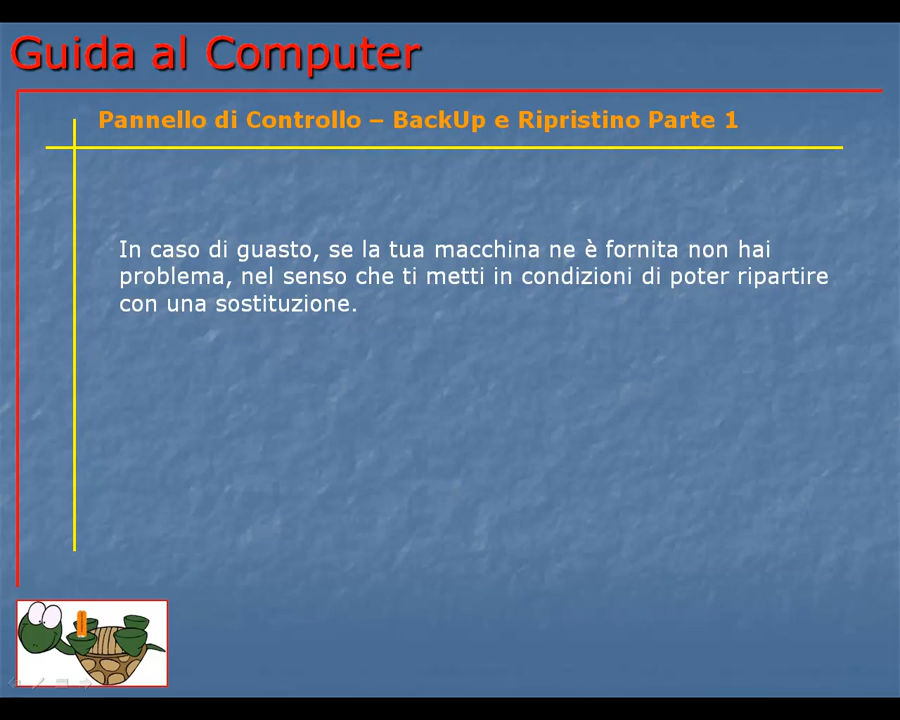 Guida al Computer
Pannello di Controllo – BackUp e Ripristino Parte 1
In caso di guasto, se la tua macchina ne è fornita non hai
problema, nel senso che ti metti in condizioni di poter ripartire
con una sostituzione.